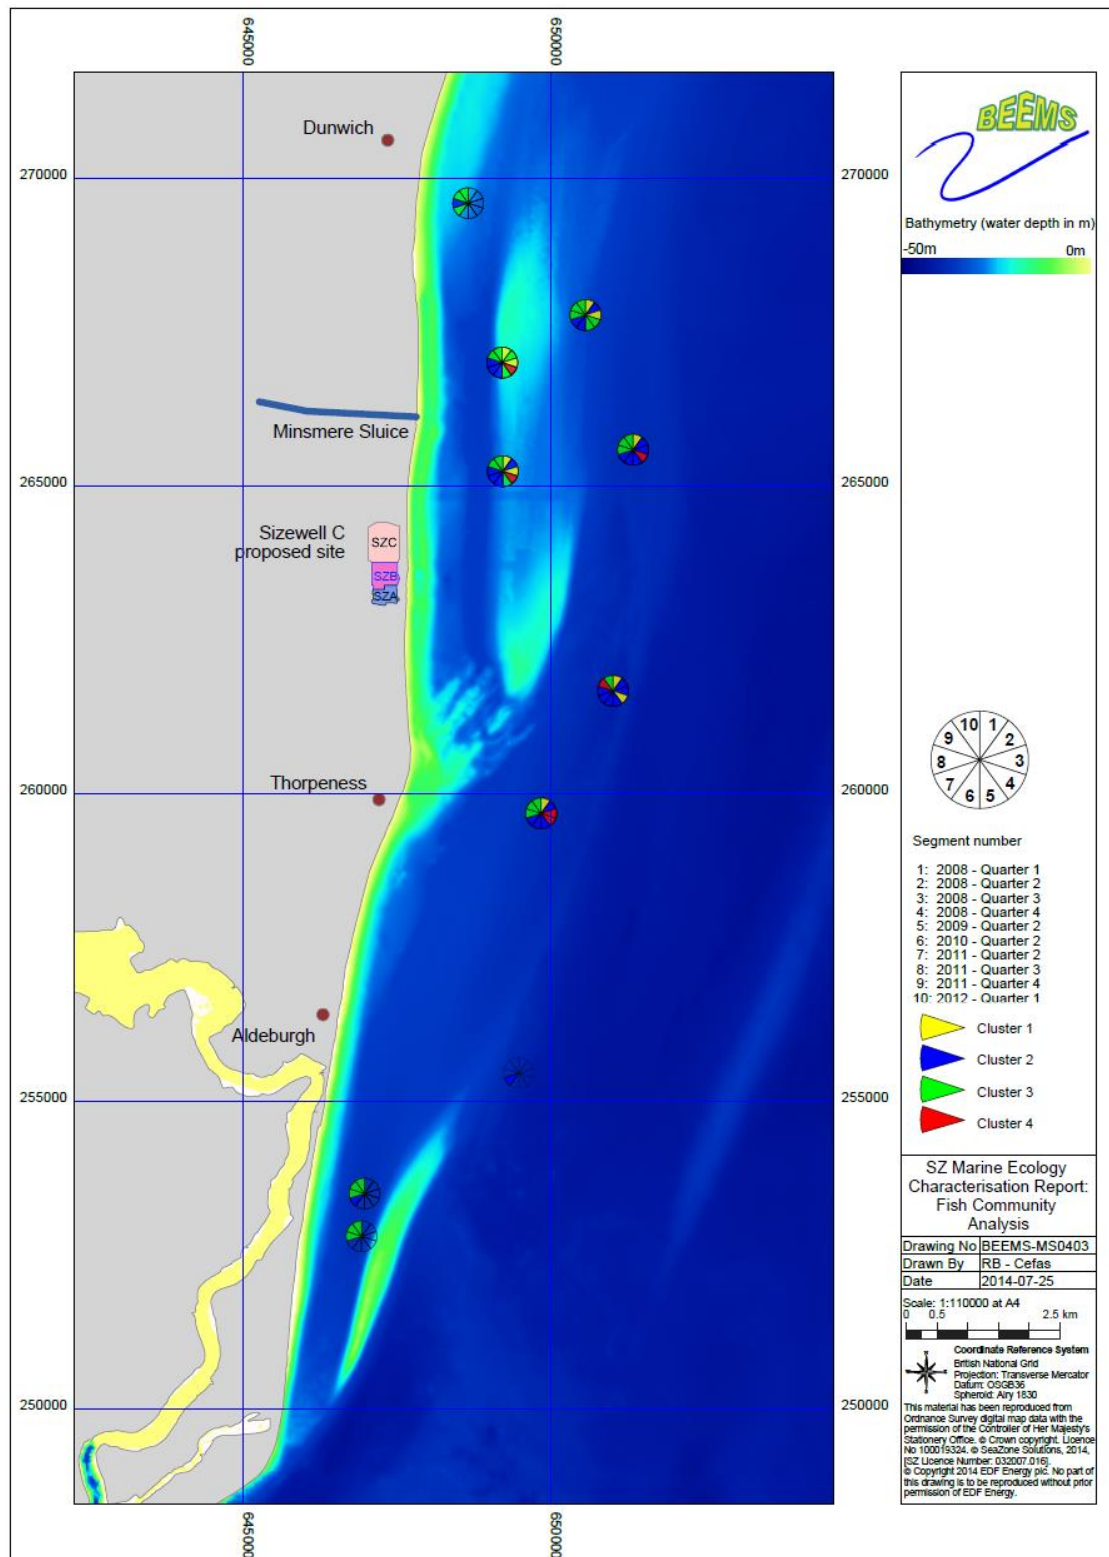 645000
650000
Dunwich
270000
270000
Minsmere Sluice
265000
265000
Sizewell C
proposed site
SZC
SZB
SZA
Thorpeness
260000
260000
Aldeburgh
255000
255000
250000
250000
645000
650000
BEEMS
Bathymetry (water depth in m)
-50m 0m
10 1
9 2
8 3
7 4
6 5
Segment number
1: 2008 - Quarter 1
2: 2008 - Quarter 2
3: 2008 - Quarter 3
4: 2008 - Quarter 4
5: 2009 - Quarter 2
6: 2010 - Quarter 2
7: 2011 - Quarter 2
8: 2011 - Quarter 3
9: 2011 - Quarter 4
10: 2012 - Quarter 1
Cluster 1
Cluster 2
Cluster 3
Cluster 4
SZ Marine Ecology
Characterisation Report:
Fish Community
Analysis
Drawing No BEEMS-MS0403
Drawn By RB - Cefas
Date 2014-07-25
Scale: 1:110000 at A4
0 0.5 2.5 km
Coordinate Reference System
British National Grid
Projection: Transverse Mercator
Datum: OSGB36
Spheroid: Airy 1830
This material has been reproduced from
Ordnance Survey digital map data with the
permission of the Controller of Her Majesty's
Stationery Office. © Crown copyright. Licence
No 100019324. © SeaZone Solutions, 2014,
[SZ Licence Number: 032007.016].
© Copyright 2014 EDF Energy plc. No part of
this drawing is to be reproduced without prior
permission of EDF Energy.